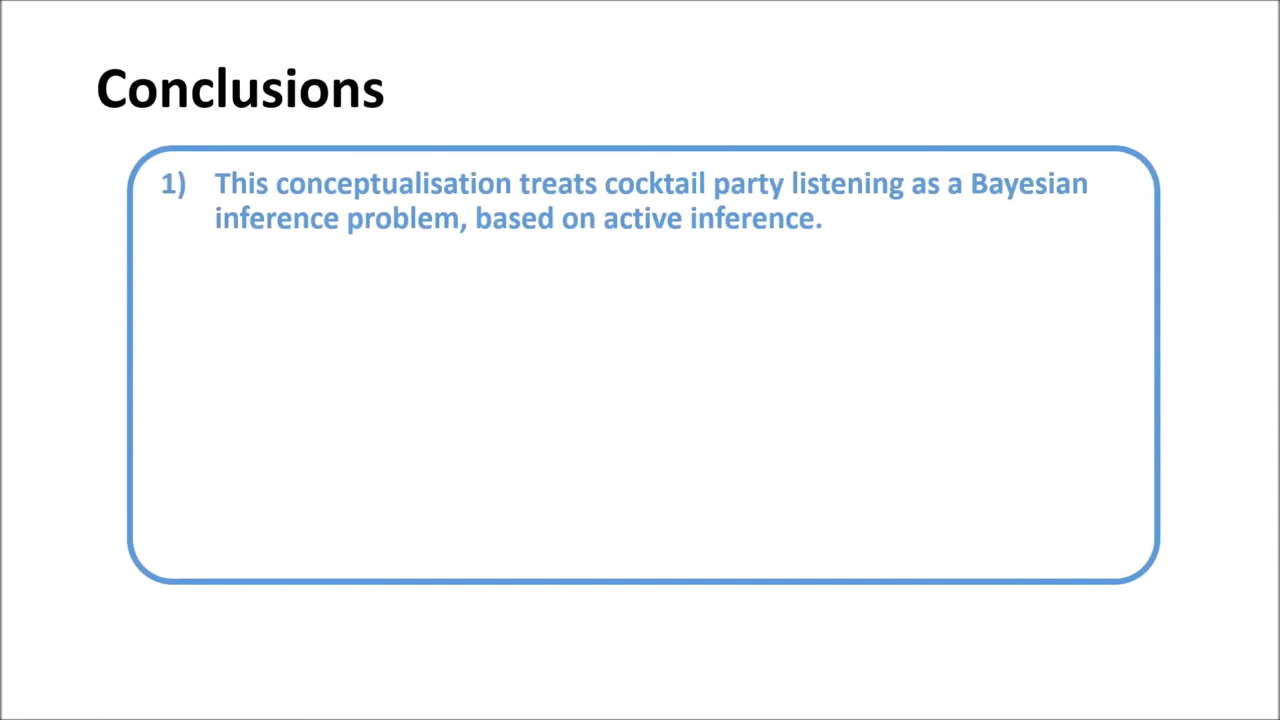 Conclusions
1) This conceptualisation treats cocktail party listening as a Bayesian
inference problem, based on active inference.